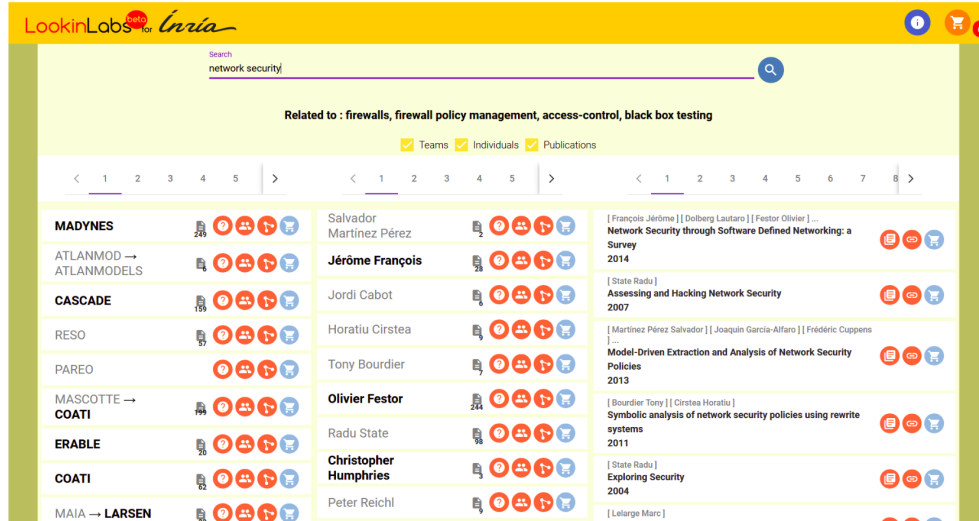 LookinLabs beta for Inria
Search
network security
Related to : firewalls, firewall policy management, access-control, black box testing
Teams Individuals Publications
< 1 2 3 4 5 >
< 1 2 3 4 5 >
< 1 2 3 4 5 6 7 8 >
MADYNES 249
ATLANMOD →
ATLANMODELS 6
CASCADE 159
RESO 57
PAREO
MASCOTTE →
COATI 199
ERABLE 20
COATI 62
MAIA → LARSEN
Salvador
Martínez Pérez 2
Jérôme François 28
Jordi Cabot 6
Horatiu Cirstea 9
Tony Bourdier 7
Olivier Festor 244
Radu State 98
Christopher
Humphries 3
Peter Reichl 9
[ François Jérôme ] [ Dolberg Lautaro ] [ Festor Olivier ] ...
Network Security through Software Defined Networking: a
Survey
2014
[ State Radu ]
Assessing and Hacking Network Security
2007
[ Martínez Pérez Salvador ] [ Joaquin Garcia-Alfaro ] [ Frédéric Cuppens
] ...
Model-Driven Extraction and Analysis of Network Security
Policies
2013
[ Bourdier Tony ] [ Cirstea Horatiu ]
Symbolic analysis of network security policies using rewrite
systems
2011
[ State Radu ]
Exploring Security
2004
[ Lelarge Marc ]